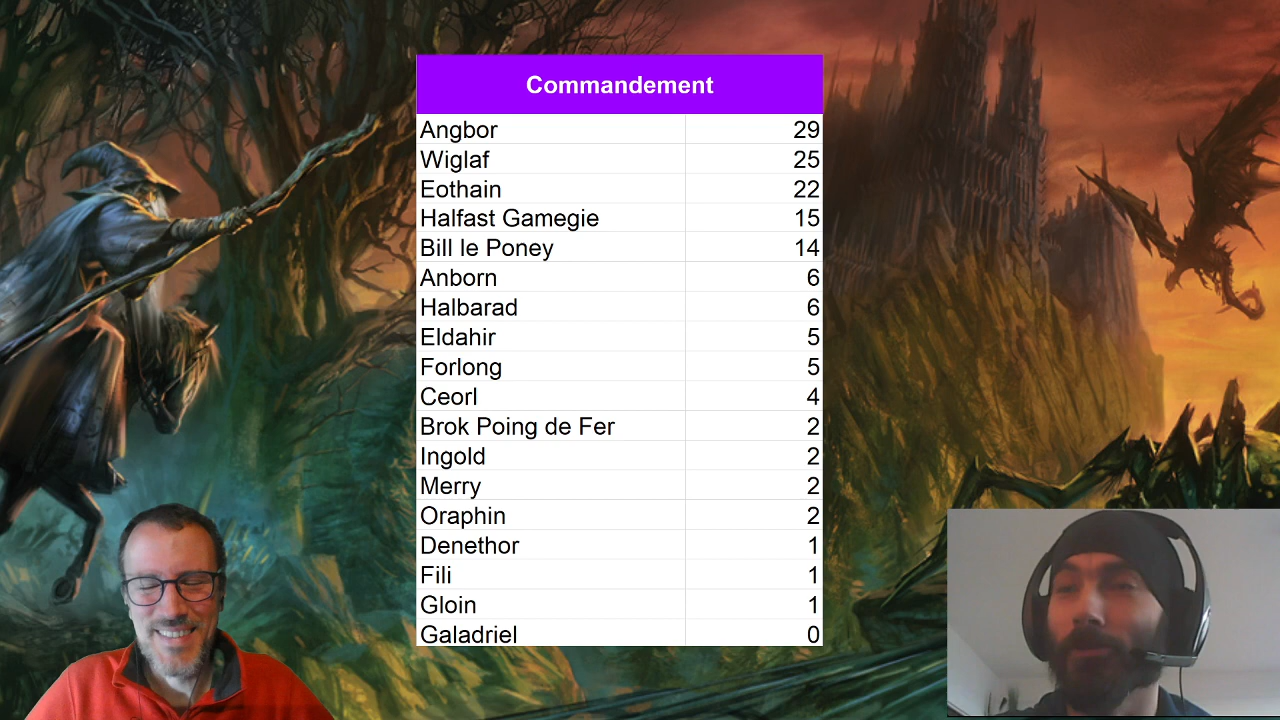 Commandement
Angbor 29
Wiglaf 25
Eothain 22
Halfast Gamegie 15
Bill le Poney 14
Anborn 6
Halbarad 6
Eldahir 5
Forlong 5
Ceorl 4
Brok Poing de Fer 2
Ingold 2
Merry 2
Oraphin 2
Denethor 1
Fili 1
Gloin 1
Galadriel 0